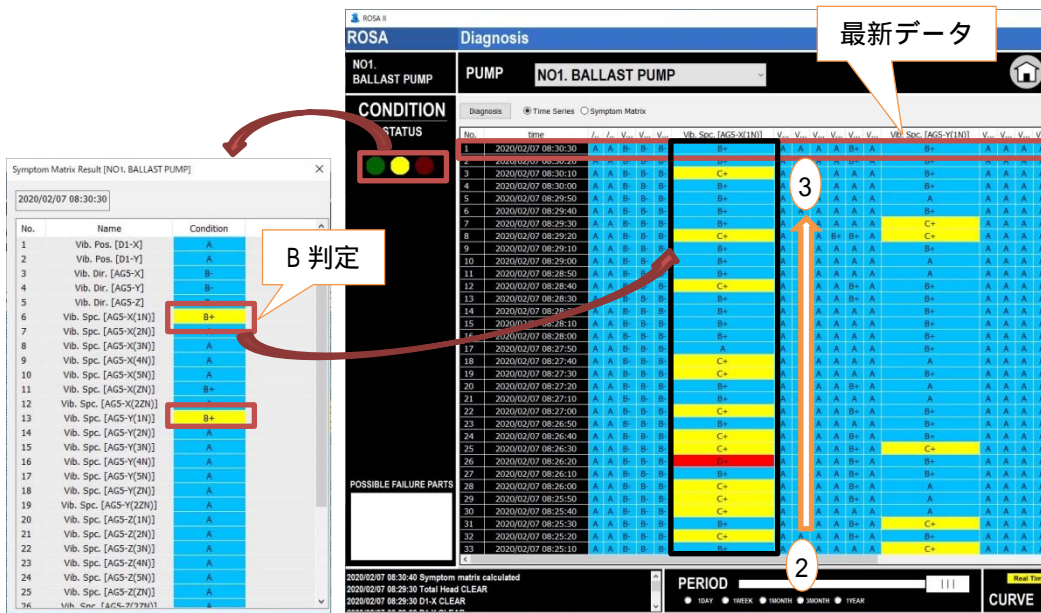 ROSA II
ROSA
Diagnosis
最新データ
NO1.
BALLAST PUMP
PUMP NO1. BALLAST PUMP
CONDITION
STATUS
Diagnosis Time Series Symptom Matrix
No. time /... /... V... V... V... Vib. Spc. [AG5-X(1N)] V... V... V... V... V... V... Vib. Spc. [AG5-Y(1N)] V... V... V...
1 2020/02/07 08:30:30 A A B- B- B- B+ A A A A B+ A B+ A A A
2 2020/02/07 08:30:20
3 2020/02/07 08:30:10 A A B- B- B- C+ B+ A A A
4 2020/02/07 08:30:00 A A B- B- B- B+ B+ A A A
5 2020/02/07 08:29:50 A A B- B- B- B+ A A A A
6 2020/02/07 08:29:40 A A B- B- B- B+ B+ A A A
7 2020/02/07 08:29:30 A A B- B- B- B+ C+ A A A
8 2020/02/07 08:29:20 A A B- B- B- C+ A B+ B+ A C+ A A A
9 2020/02/07 08:29:10 A A B- B- B- B+ B+ A A A
10 2020/02/07 08:29:00 A A B- B- B- A A A A A
11 2020/02/07 08:28:50 A A B- B- B- B+ A A A A
12 2020/02/07 08:28:40 A A B- B- B- C+ A A B+ A B+ A A A
13 2020/02/07 08:28:30 A A B- B- B- B+ A A B+ A B+ A A A
14 B+ B+ A A A
15 08:28:10 A A B- B- B- B+ B+ A A A
16 2020/02/07 08:28:00 A A B- B- B- B+ B+ A A A
17 2020/02/07 08:27:50 A A B- B- B- A B+ A A A
18 2020/02/07 08:27:40 A A B- B- B- C+ A A A A
19 2020/02/07 08:27:30 A A B- B- B- C+ B+ A A A
20 2020/02/07 08:27:20 A A B- B- B- B+ A A B+ A A A A A
21 2020/02/07 08:27:10 A A B- B- B- B+ A A A A
22 2020/02/07 08:27:00 A A B- B- B- C+ A A B+ A B+ A A A
23 2020/02/07 08:26:50 A A B- B- B- B+ A A A A
24 2020/02/07 08:26:40 A A B- B- B- C+ A A B+ A B+ A A A
25 2020/02/07 08:26:30 A A B- B- B- C+ A A B+ A C+ A A A
26 2020/02/07 08:26:20 A A B- B- B- D+ A A B+ A B+ A A A
27 2020/02/07 08:26:10 A A B- B- B- B+ A A B+ A B+ A A A
28 2020/02/07 08:26:00 A A B- B- B- C+ A A B+ A A A A A
29 2020/02/07 08:25:50 A A B- B- B- C+ A A B+ A A A A A
30 2020/02/07 08:25:40 A A B- B- B- C+ A A A A
31 2020/02/07 08:25:30 A A B- B- B- B+ A A B+ A C+ A A A
32 2020/02/07 08:25:20 A A B- B- B- C+ A A B+ A B+ A A A
33 2020/02/07 08:25:10 A A B- B- B- B+ C+ A A A
3
2
POSSIBLE FAILURE PARTS
2020/02/07 08:30:40 Symptom matrix calculated
2020/02/07 08:29:30 Total Head CLEAR
2020/02/07 08:29:30 D1-X CLEAR
PERIOD
1DAY 1WEEK 1MONTH 3MONTH 1YEAR
Real
CURVE
Symptom Matrix Result [NO1. BALLAST PUMP]
2020/02/07 08:30:30
No. Name Condition
1 Vib. Pos. [D1-X] A
2 Vib. Pos. [D1-Y] A
3 Vib. Dir. [AG5-X] B-
4 Vib. Dir. [AG5-Y] B-
5 Vib. Dir. [AG5-Z]
6 Vib. Spc. [AG5-X(1N)] B+
7 Vib. Spc. [AG5-X(2N)]
8 Vib. Spc. [AG5-X(3N)] A
9 Vib. Spc. [AG5-X(4N)] A
10 Vib. Spc. [AG5-X(5N)] A
11 Vib. Spc. [AG5-X(ZN)] B+
12 Vib. Spc. [AG5-X(2ZN)]
13 Vib. Spc. [AG5-Y(1N)] B+
14 Vib. Spc. [AG5-Y(2N)] A
15 Vib. Spc. [AG5-Y(3N)] A
16 Vib. Spc. [AG5-Y(4N)] A
17 Vib. Spc. [AG5-Y(5N)] A
18 Vib. Spc. [AG5-Y(ZN)] A
19 Vib. Spc. [AG5-Y(2ZN)] A
20 Vib. Spc. [AG5-Z(1N)] A
21 Vib. Spc. [AG5-Z(2N)] A
22 Vib. Spc. [AG5-Z(3N)] A
23 Vib. Spc. [AG5-Z(4N)] A
24 Vib. Spc. [AG5-Z(5N)] A
25 Vib. Spc. [AG5-Z(ZN)] A
26 Vib. Spc. [AG5-Z(2ZN)] A
B 判定